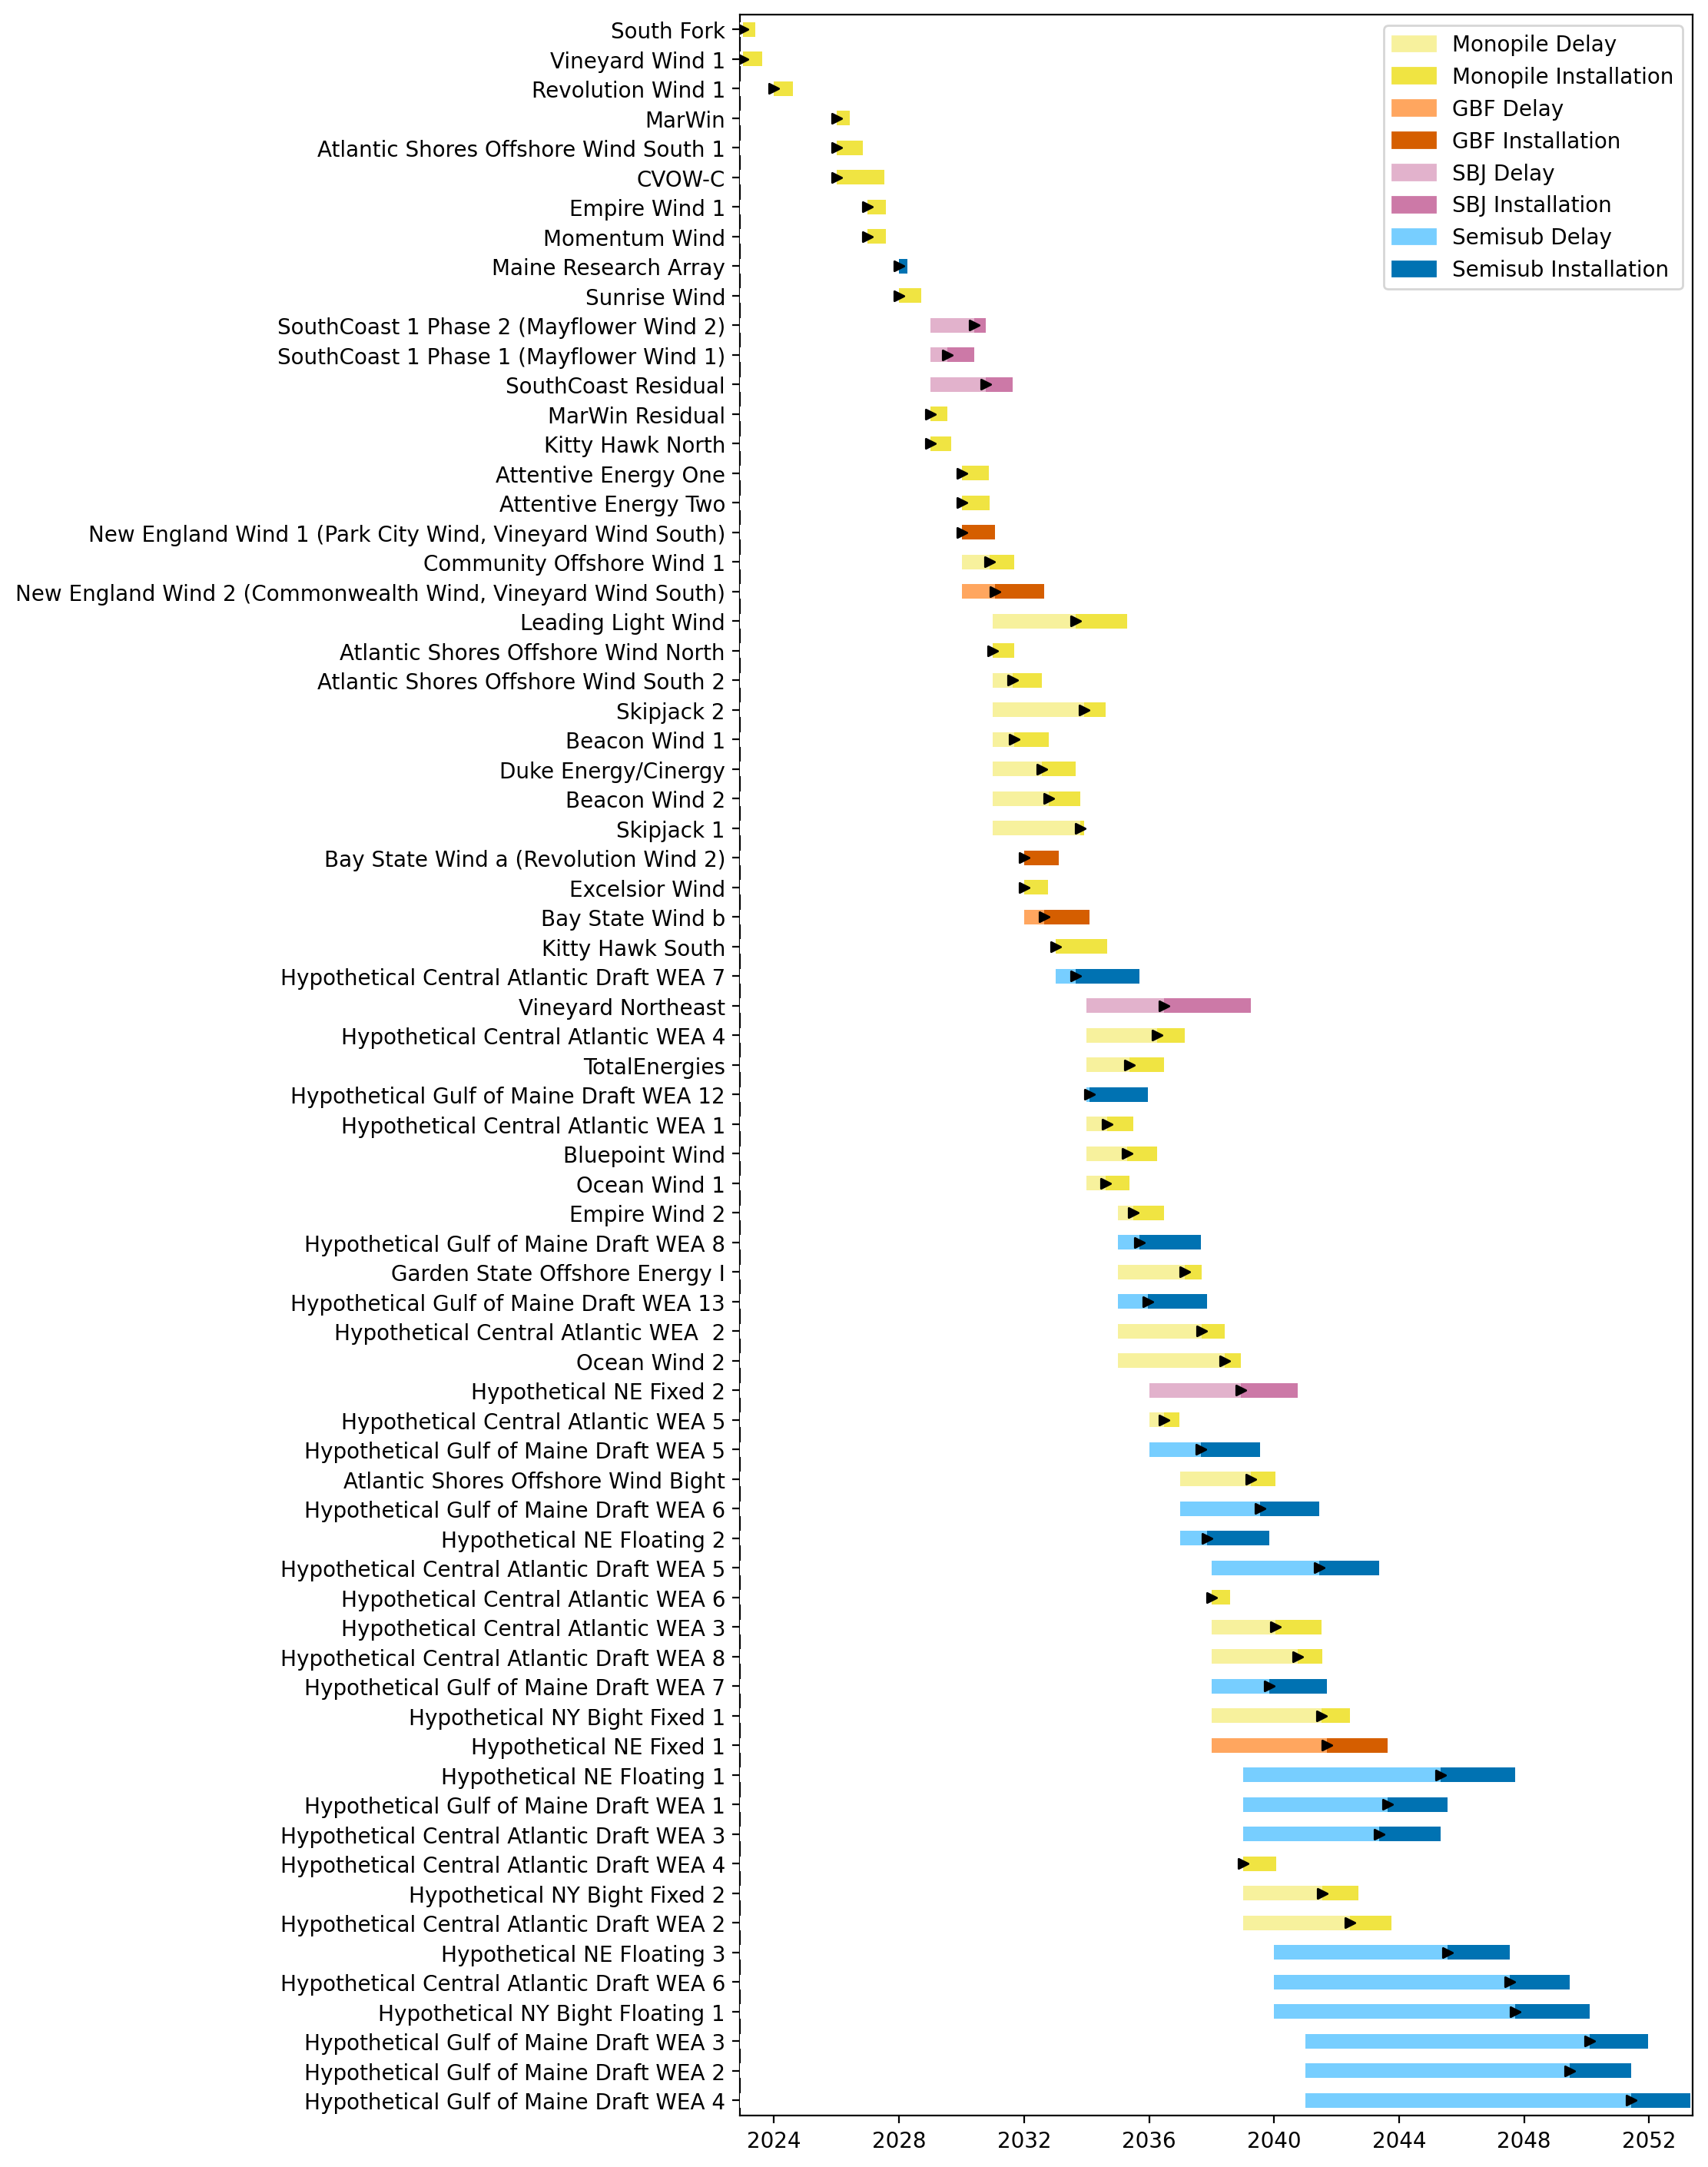 South Fork
Vineyard Wind 1
Revolution Wind 1
MarWin
Atlantic Shores Offshore Wind South 1
CVOW-C
Empire Wind 1
Momentum Wind
Maine Research Array
Sunrise Wind
SouthCoast 1 Phase 2 (Mayflower Wind 2)
SouthCoast 1 Phase 1 (Mayflower Wind 1)
SouthCoast Residual
MarWin Residual
Kitty Hawk North
Attentive Energy One
Attentive Energy Two
New England Wind 1 (Park City Wind, Vineyard Wind South)
Community Offshore Wind 1
New England Wind 2 (Commonwealth Wind, Vineyard Wind South)
Leading Light Wind
Atlantic Shores Offshore Wind North
Atlantic Shores Offshore Wind South 2
Skipjack 2
Beacon Wind 1
Duke Energy/Cinergy
Beacon Wind 2
Skipjack 1
Bay State Wind a (Revolution Wind 2)
Excelsior Wind
Bay State Wind b
Kitty Hawk South
Hypothetical Central Atlantic Draft WEA 7
Vineyard Northeast
Hypothetical Central Atlantic WEA 4
TotalEnergies
Hypothetical Gulf of Maine Draft WEA 12
Hypothetical Central Atlantic WEA 1
Bluepoint Wind
Ocean Wind 1
Empire Wind 2
Hypothetical Gulf of Maine Draft WEA 8
Garden State Offshore Energy I
Hypothetical Gulf of Maine Draft WEA 13
Hypothetical Central Atlantic WEA  2
Ocean Wind 2
Hypothetical NE Fixed 2
Hypothetical Central Atlantic WEA 5
Hypothetical Gulf of Maine Draft WEA 5
Atlantic Shores Offshore Wind Bight
Hypothetical Gulf of Maine Draft WEA 6
Hypothetical NE Floating 2
Hypothetical Central Atlantic Draft WEA 5
Hypothetical Central Atlantic WEA 6
Hypothetical Central Atlantic WEA 3
Hypothetical Central Atlantic Draft WEA 8
Hypothetical Gulf of Maine Draft WEA 7
Hypothetical NY Bight Fixed 1
Hypothetical NE Fixed 1
Hypothetical NE Floating 1
Hypothetical Gulf of Maine Draft WEA 1
Hypothetical Central Atlantic Draft WEA 3
Hypothetical Central Atlantic Draft WEA 4
Hypothetical NY Bight Fixed 2
Hypothetical Central Atlantic Draft WEA 2
Hypothetical NE Floating 3
Hypothetical Central Atlantic Draft WEA 6
Hypothetical NY Bight Floating 1
Hypothetical Gulf of Maine Draft WEA 3
Hypothetical Gulf of Maine Draft WEA 2
Hypothetical Gulf of Maine Draft WEA 4
2024 2028 2032 2036 2040 2044 2048 2052
Monopile Delay
Monopile Installation
GBF Delay
GBF Installation
SBJ Delay
SBJ Installation
Semisub Delay
Semisub Installation